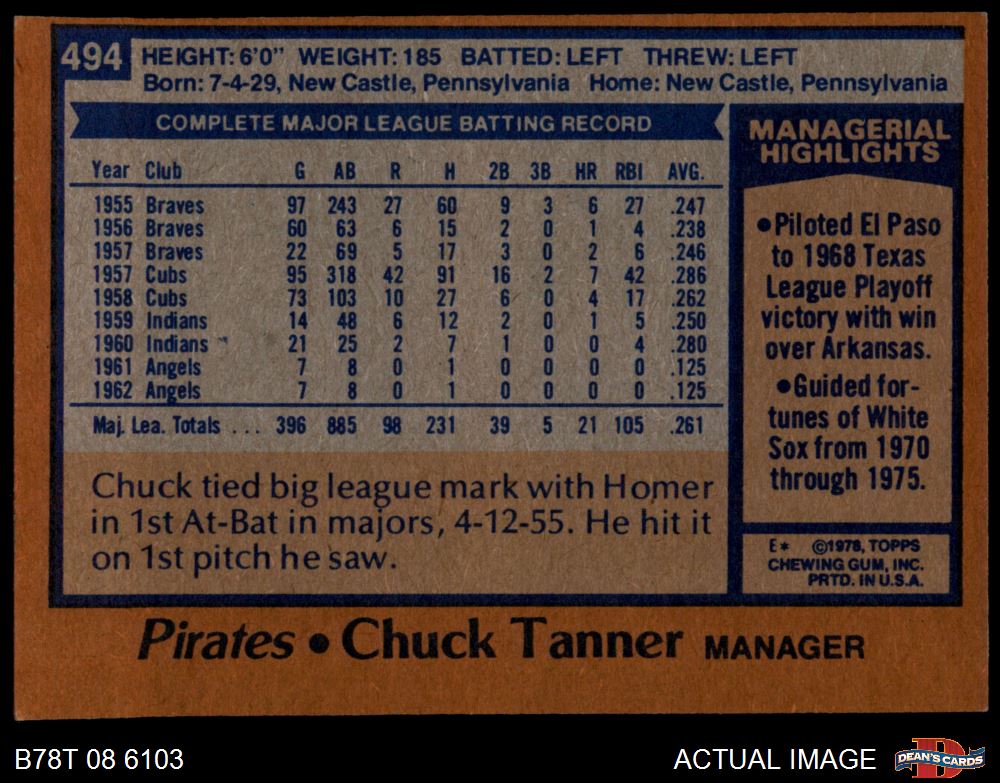 494
HEIGHT: 6'0" WEIGHT: 185 BATTED: LEFT THREW: LEFT
Born: 7-4-29, New Castle, Pennsylvania Home: New Castle, Pennsylvania
COMPLETE MAJOR LEAGUE BATTING RECORD
Year Club G AB R H 2B 3B HR RBI AVG.
1955 Braves 97 243 27 60 9 3 6 27 .247
1956 Braves 60 63 6 15 2 0 1 4 .238
1957 Braves 22 69 5 17 3 0 2 6 .246
1957 Cubs 95 318 42 91 16 2 7 42 .286
1958 Cubs 73 103 10 27 6 0 4 17 .262
1959 Indians 14 48 6 12 2 0 1 5 .250
1960 Indians 21 25 2 7 1 0 0 4 .280
1961 Angels 7 8 0 1 0 0 0 0 .125
1962 Angels 7 8 0 1 0 0 0 0 .125
Maj. Lea. Totals ... 396 885 98 231 39 5 21 105 .261
Chuck tied big league mark with Homer
in 1st At-Bat in majors, 4-12-55. He hit it
on 1st pitch he saw.
MANAGERIAL
HIGHLIGHTS
●Piloted El Paso
to 1968 Texas
League Playoff
victory with win
over Arkansas.
●Guided for-
tunes of White
Sox from 1970
through 1975.
E* ©1978, TOPPS
CHEWING GUM, INC.
PRTD. IN U.S.A.
Pirates • Chuck Tanner MANAGER
B78T 08 6103
ACTUAL IMAGE
D
DEAN'S CARDS